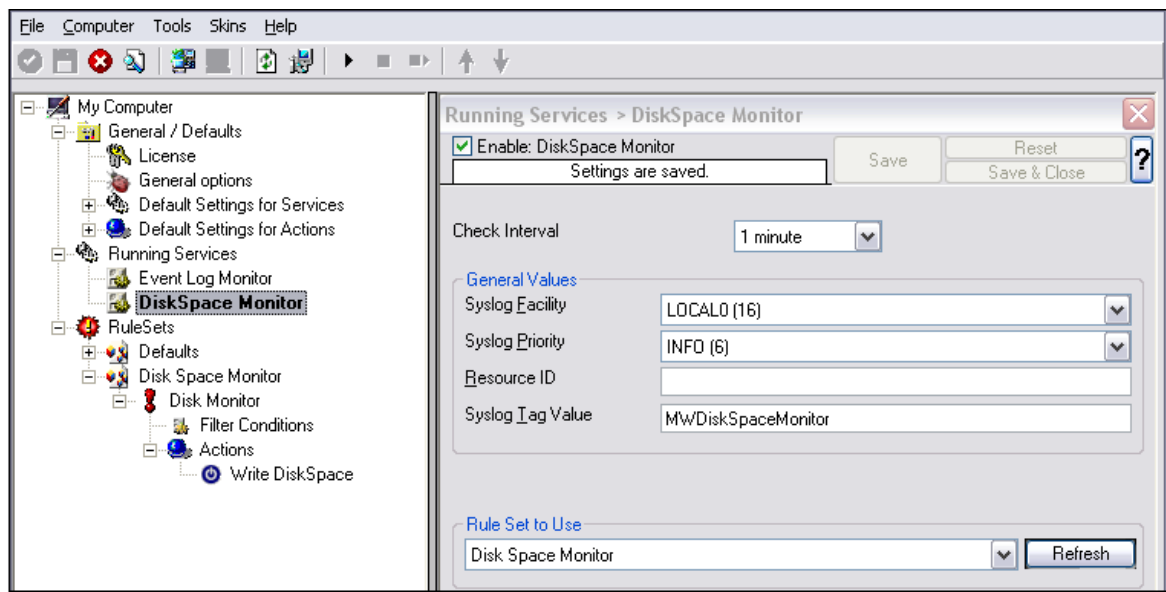 File Computer Tools Skins Help
My Computer
General / Defaults
License
General options
Default Settings for Services
Default Settings for Actions
Running Services
Event Log Monitor
DiskSpace Monitor
RuleSets
Defaults
Disk Space Monitor
Disk Monitor
Filter Conditions
Actions
Write DiskSpace
Running Services > DiskSpace Monitor
Enable: DiskSpace Monitor
Settings are saved.
Save
Reset
Save & Close
?
Check Interval
1 minute
General Values
Syslog Facility
LOCAL0 (16)
Syslog Priority
INFO (6)
Resource ID
Syslog Tag Value
MWDiskSpaceMonitor
Rule Set to Use
Disk Space Monitor
Refresh